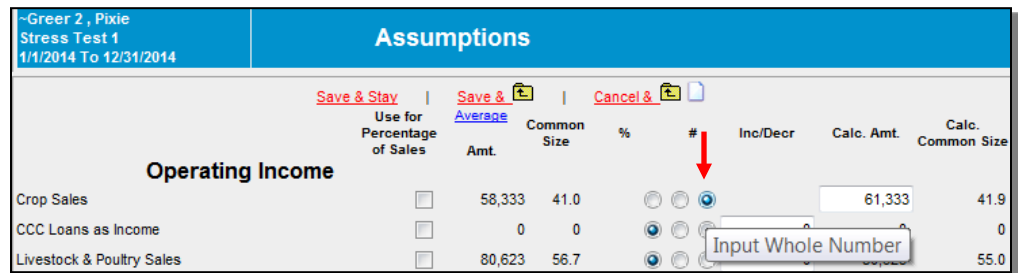 ~Greer 2 , Pixie
Stress Test 1
1/1/2014 To 12/31/2014
Assumptions
Save & Stay | Save & | Cancel &
Use for Percentage of Sales Average Amt. Common Size % # Inc/Decr Calc. Amt. Calc. Common Size
Operating Income
Crop Sales 58,333 41.0 61,333 41.9
CCC Loans as Income 0 0 0
Livestock & Poultry Sales 80,623 56.7 55.0
Input Whole Number